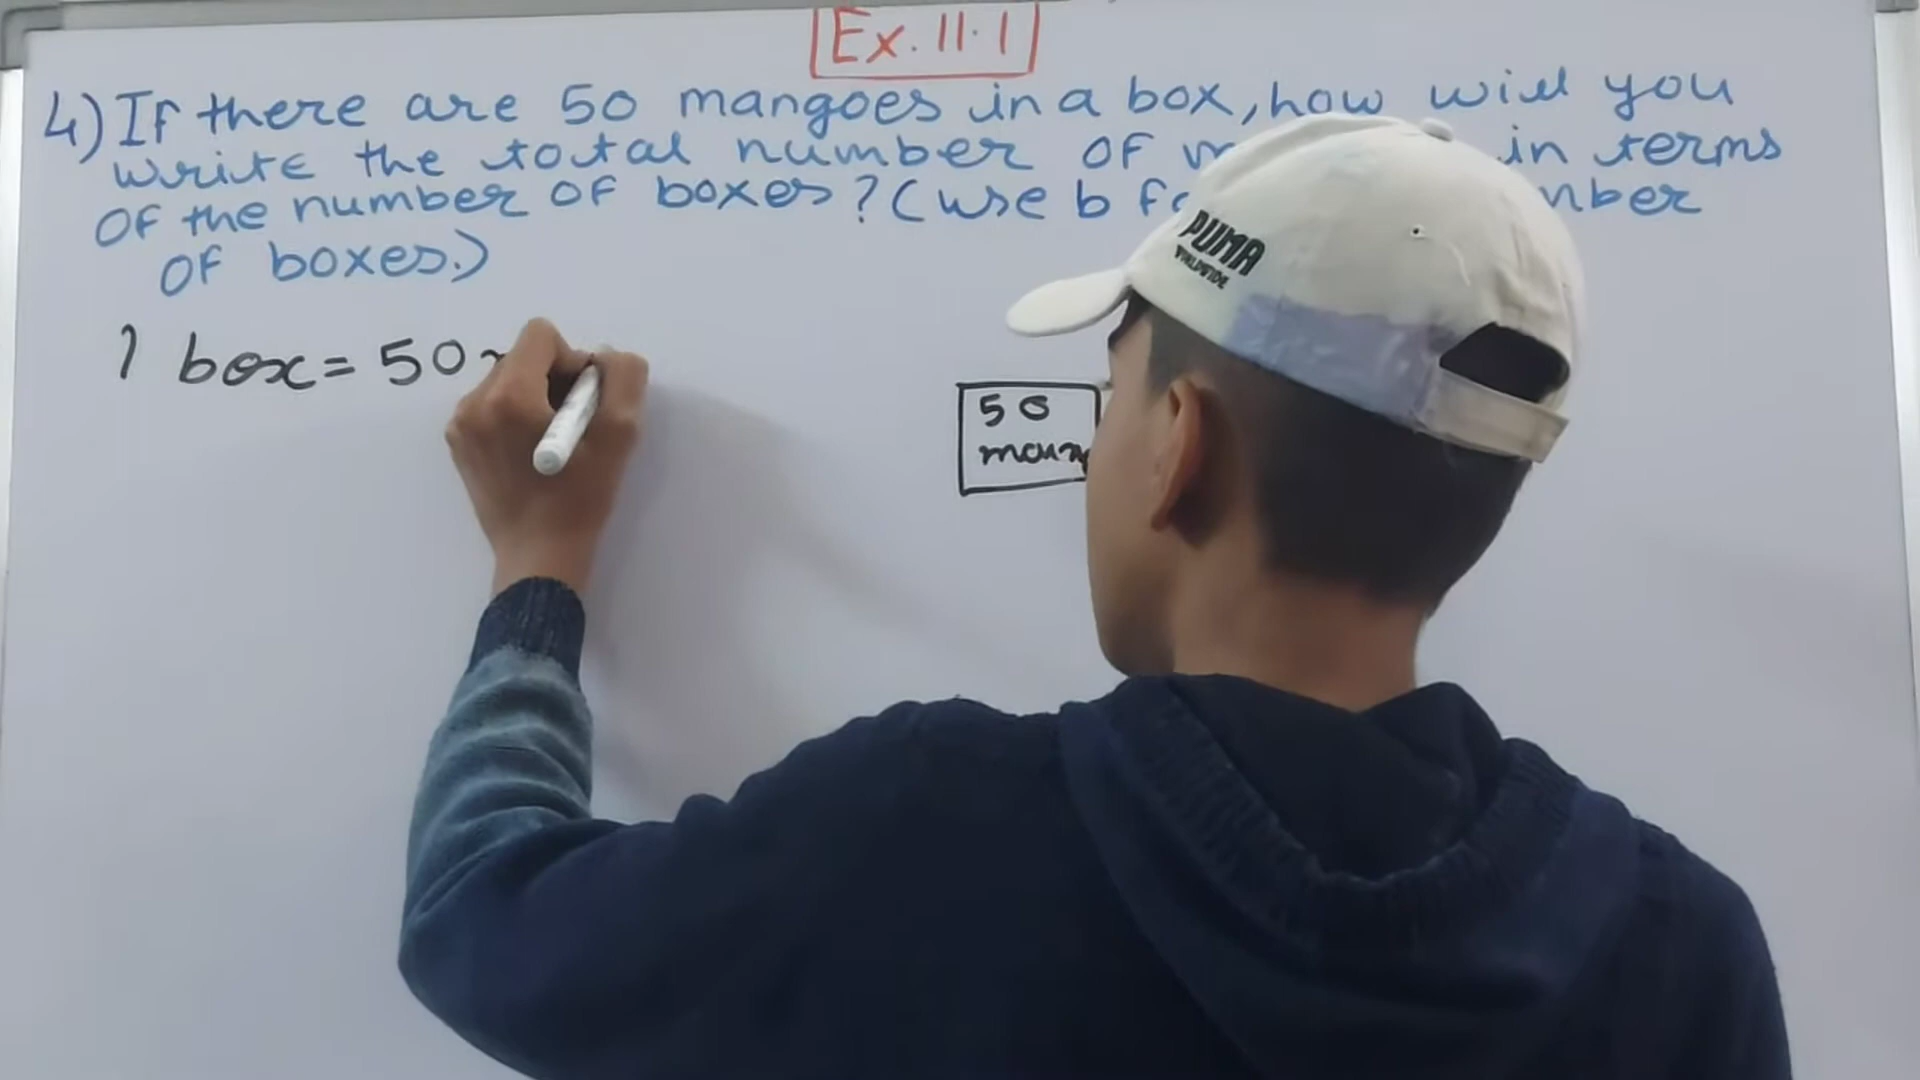 Ex. 11.1
4) If there are 50 mangoes in a box, how will you
write the total number of in terms
of the number of boxes? (use b
of boxes.)
1 box = 50
50
PUMA
WORLDWIDE